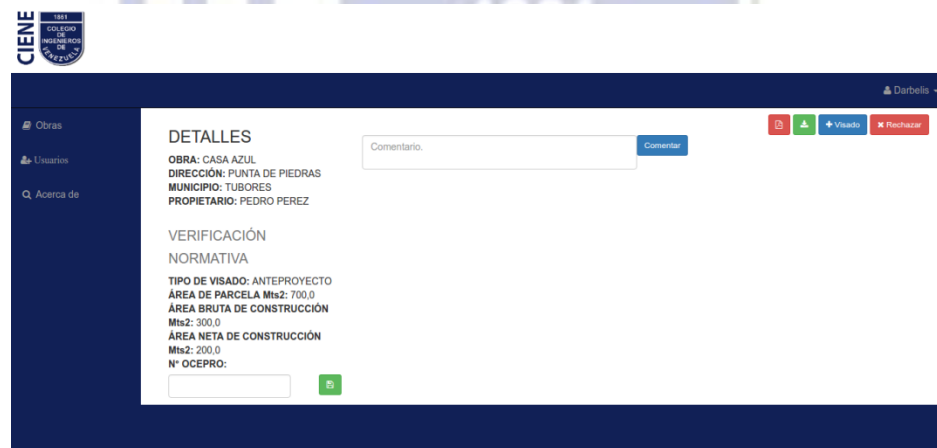 CIENE
1861
COLEGIO
DE
INGENIEROS
DE
VENEZUELA
Darbelis
Obras
Usuarios
Acerca de
DETALLES
OBRA: CASA AZUL
DIRECCIÓN: PUNTA DE PIEDRAS
MUNICIPIO: TUBORES
PROPIETARIO: PEDRO PEREZ
Comentario.
Comentar
Visado
Rechazar
VERIFICACIÓN
NORMATIVA
TIPO DE VISADO: ANTEPROYECTO
ÁREA DE PARCELA Mts2: 700,0
ÁREA BRUTA DE CONSTRUCCIÓN
Mts2: 300,0
ÁREA NETA DE CONSTRUCCIÓN
Mts2: 200,0
N° OCEPRO: